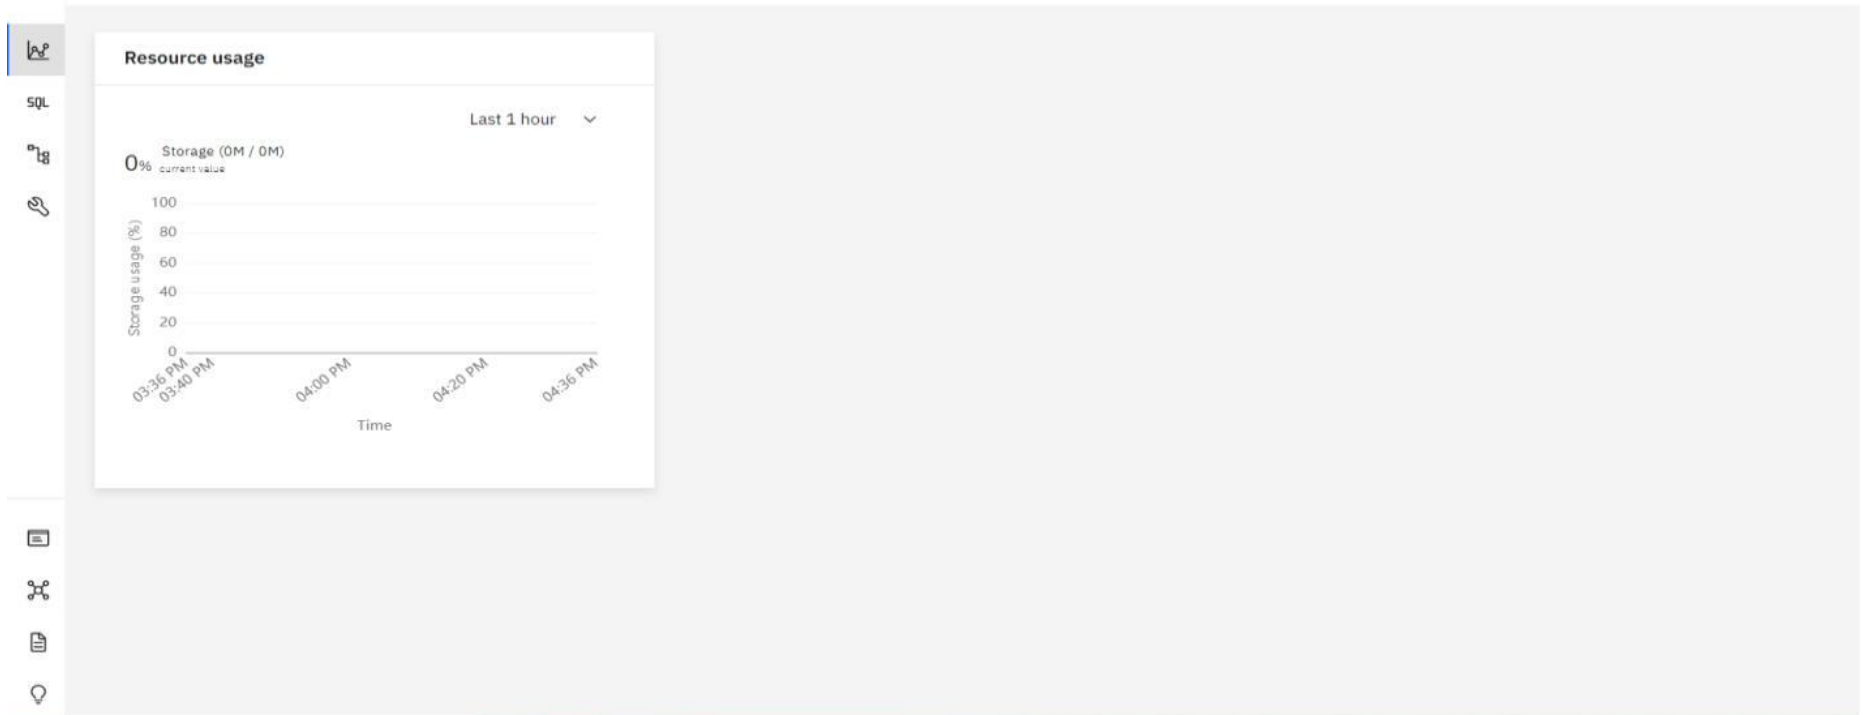 Resource usage
SQL
Last 1 hour
0% Storage (0M / 0M)
current value
100
80
60
40
20
0
Storage usage (%)
03:36 PM
03:40 PM
04:00 PM
04:20 PM
04:36 PM
Time